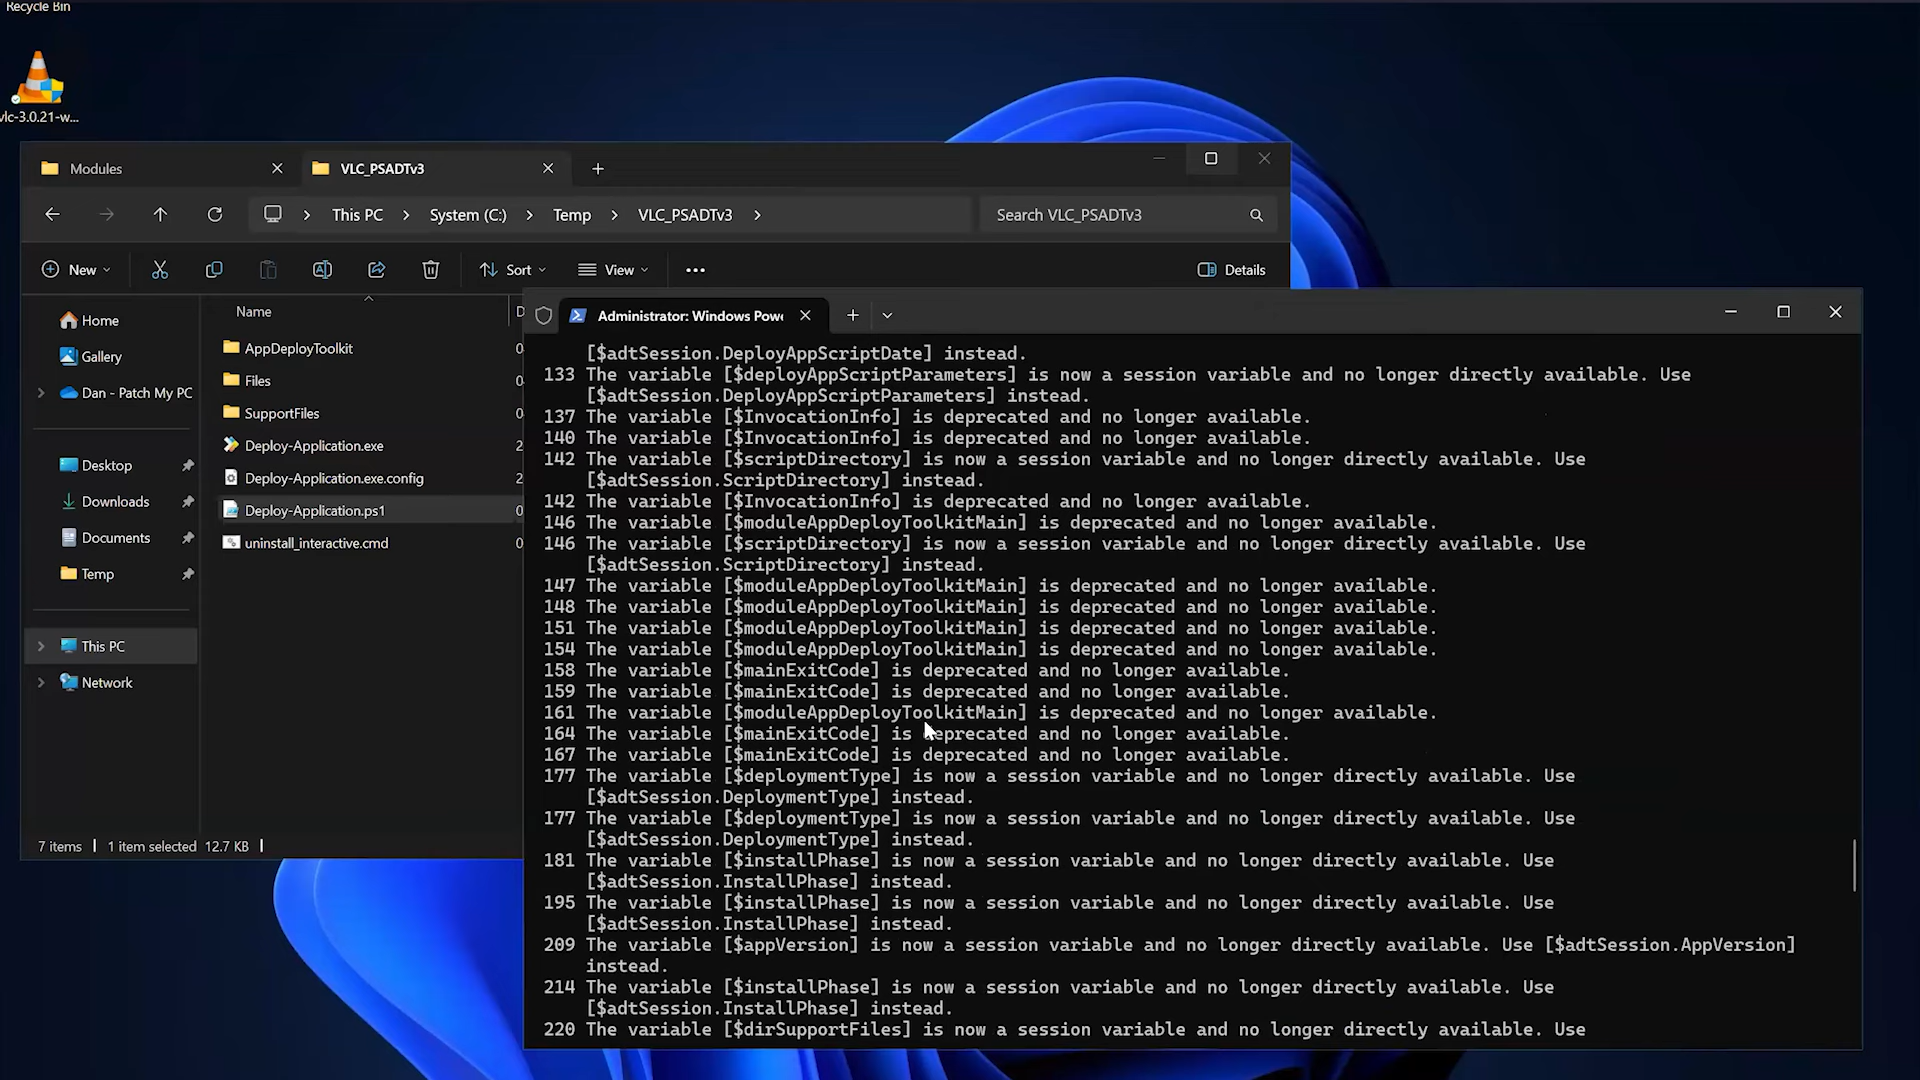 Recycle Bin
vlc-3.0.21-w...
Modules
VLC_PSADTv3
This PC
System (C:)
Temp
VLC_PSADTv3
Search VLC_PSADTv3
New
Sort
View
Details
Name
D
Home
Gallery
Dan - Patch My PC
Desktop
Downloads
Documents
Temp
This PC
Network
AppDeployToolkit
0
Files
0
SupportFiles
0
Deploy-Application.exe
2
Deploy-Application.exe.config
2
Deploy-Application.ps1
0
uninstall_interactive.cmd
0
7 items
1 item selected 12.7 KB
Administrator: Windows Powe
[$adtSession.DeployAppScriptDate] instead.
133 The variable [$deployAppScriptParameters] is now a session variable and no longer directly available. Use
[$adtSession.DeployAppScriptParameters] instead.
137 The variable [$InvocationInfo] is deprecated and no longer available.
140 The variable [$InvocationInfo] is deprecated and no longer available.
142 The variable [$scriptDirectory] is now a session variable and no longer directly available. Use
[$adtSession.ScriptDirectory] instead.
142 The variable [$InvocationInfo] is deprecated and no longer available.
146 The variable [$moduleAppDeployToolkitMain] is deprecated and no longer available.
146 The variable [$scriptDirectory] is now a session variable and no longer directly available. Use
[$adtSession.ScriptDirectory] instead.
147 The variable [$moduleAppDeployToolkitMain] is deprecated and no longer available.
148 The variable [$moduleAppDeployToolkitMain] is deprecated and no longer available.
151 The variable [$moduleAppDeployToolkitMain] is deprecated and no longer available.
154 The variable [$moduleAppDeployToolkitMain] is deprecated and no longer available.
158 The variable [$mainExitCode] is deprecated and no longer available.
159 The variable [$mainExitCode] is deprecated and no longer available.
161 The variable [$moduleAppDeployToolkitMain] is deprecated and no longer available.
164 The variable [$mainExitCode] is deprecated and no longer available.
167 The variable [$mainExitCode] is deprecated and no longer available.
177 The variable [$deploymentType] is now a session variable and no longer directly available. Use
[$adtSession.DeploymentType] instead.
177 The variable [$deploymentType] is now a session variable and no longer directly available. Use
[$adtSession.DeploymentType] instead.
181 The variable [$installPhase] is now a session variable and no longer directly available. Use
[$adtSession.InstallPhase] instead.
195 The variable [$installPhase] is now a session variable and no longer directly available. Use
[$adtSession.InstallPhase] instead.
209 The variable [$appVersion] is now a session variable and no longer directly available. Use [$adtSession.AppVersion]
instead.
214 The variable [$installPhase] is now a session variable and no longer directly available. Use
[$adtSession.InstallPhase] instead.
220 The variable [$dirSupportFiles] is now a session variable and no longer directly available. Use